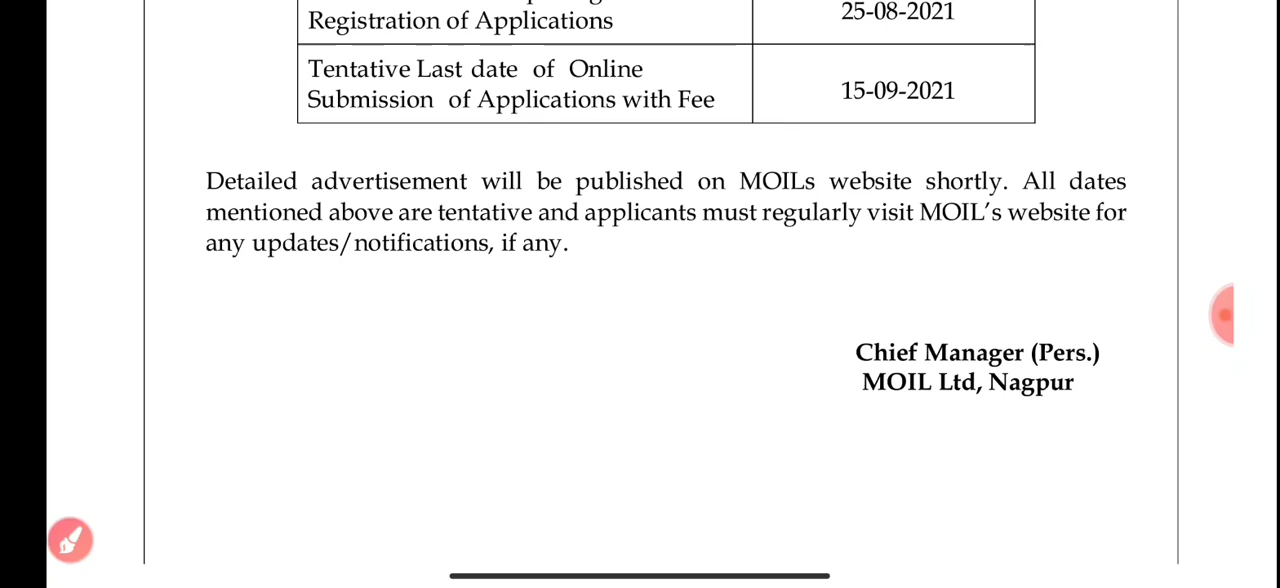 Registration of Applications
25-08-2021
Tentative Last date of Online
Submission of Applications with Fee
15-09-2021
Detailed advertisement will be published on MOILs website shortly. All dates
mentioned above are tentative and applicants must regularly visit MOIL's website for
any updates/notifications, if any.
Chief Manager (Pers.)
MOIL Ltd, Nagpur